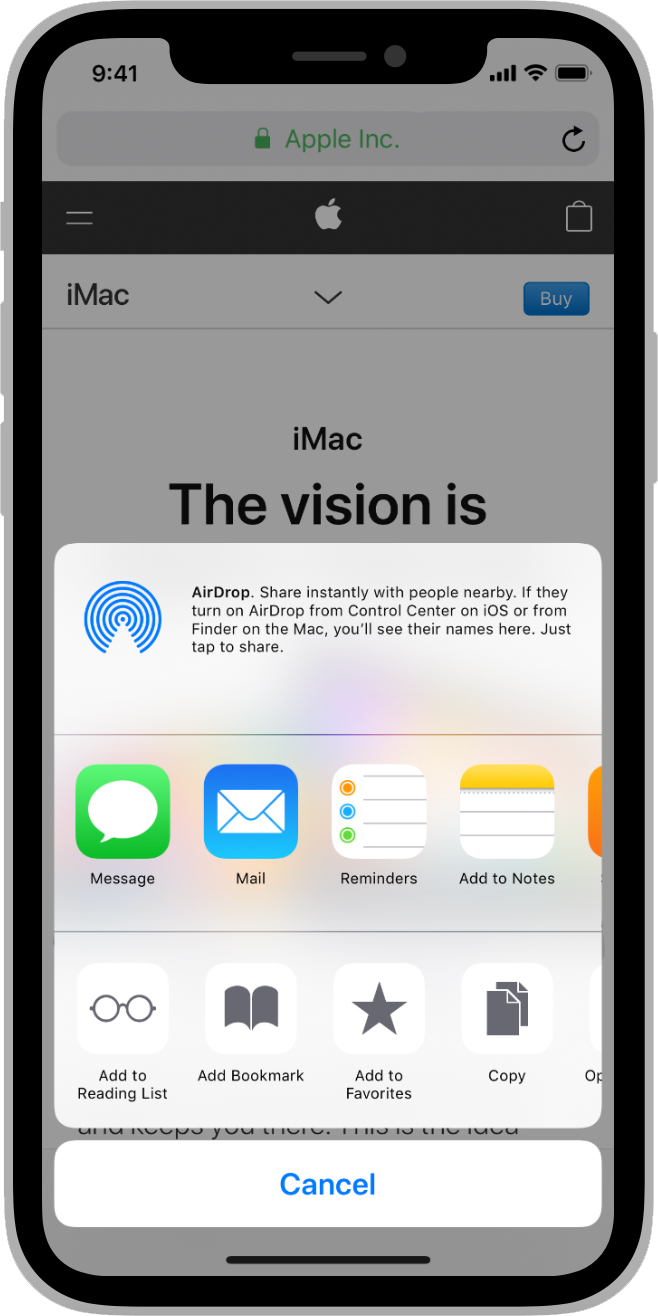 9:41
Apple Inc.
iMac
Buy
iMac
The vision is
AirDrop. Share instantly with people nearby. If they
turn on AirDrop from Control Center on iOS or from
Finder on the Mac, you’ll see their names here. Just
tap to share.
Message
Mail
Reminders
Add to Notes
Add to
Reading List
Add Bookmark
Add to
Favorites
Copy
and keeps you there. This is the idea
Cancel